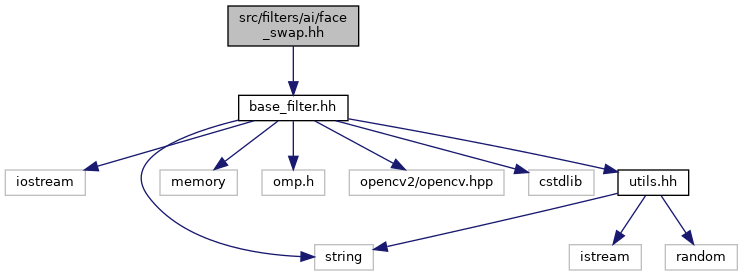 src/filters/ai/face
_swap.hh
base_filter.hh
iostream
memory
omp.h
opencv2/opencv.hpp
cstdlib
utils.hh
string
istream
random